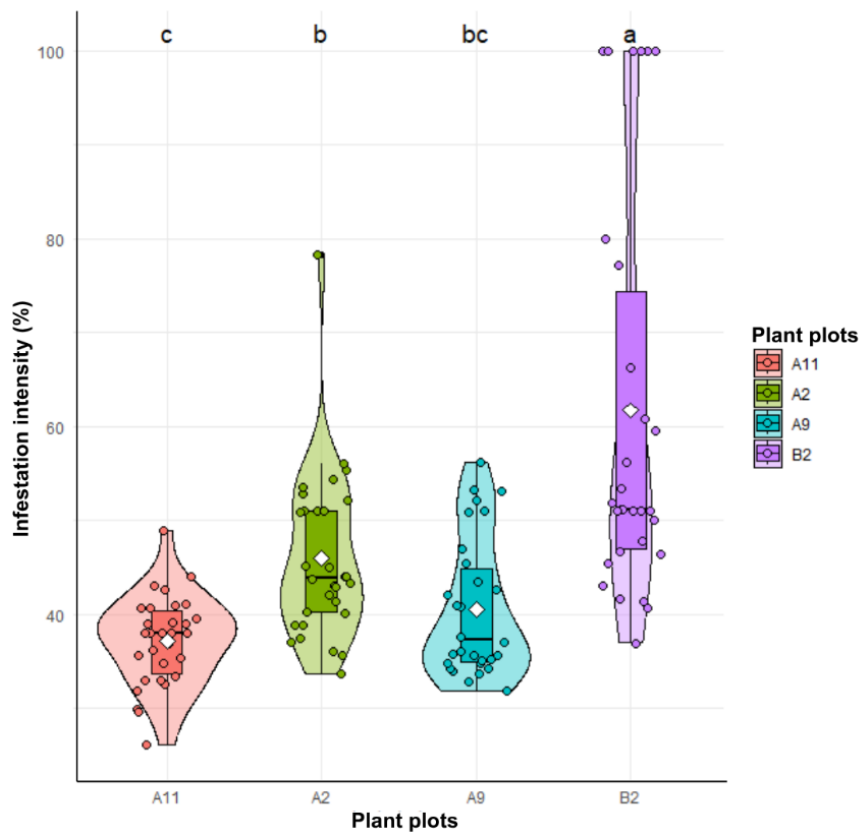 c b bc a
100
80
60
40
Infestation intensity (%)
A11 A2 A9 B2
Plant plots
Plant plots
A11
A2
A9
B2